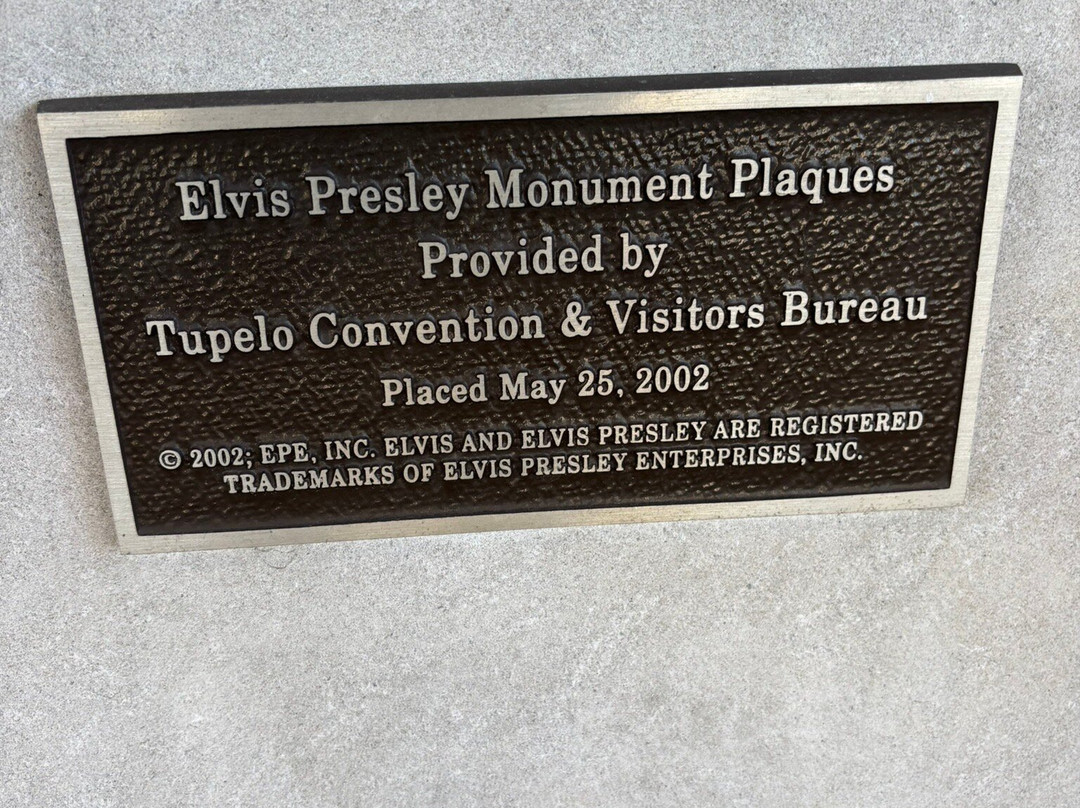 Elvis Presley Monument Plaques
Provided by
Tupelo Convention & Visitors Bureau
Placed May 25, 2002
© 2002; EPE, INC. ELVIS AND ELVIS PRESLEY ARE REGISTERED
TRADEMARKS OF ELVIS PRESLEY ENTERPRISES, INC.